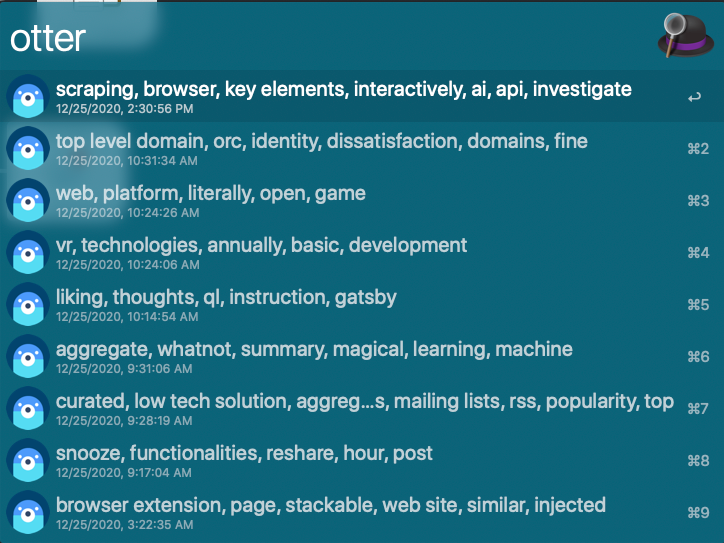 otter
scraping, browser, key elements, interactively, ai, api, investigate
12/25/2020, 2:30:56 PM
↩
top level domain, orc, identity, dissatisfaction, domains, fine
12/25/2020, 10:31:34 AM
⌘2
web, platform, literally, open, game
12/25/2020, 10:24:26 AM
⌘3
vr, technologies, annually, basic, development
12/25/2020, 10:24:06 AM
⌘4
liking, thoughts, ql, instruction, gatsby
12/25/2020, 10:14:54 AM
⌘5
aggregate, whatnot, summary, magical, learning, machine
12/25/2020, 9:31:06 AM
⌘6
curated, low tech solution, aggreg...s, mailing lists, rss, popularity, top
12/25/2020, 9:28:19 AM
⌘7
snooze, functionalities, reshare, hour, post
12/25/2020, 9:17:04 AM
⌘8
browser extension, page, stackable, web site, similar, injected
12/25/2020, 3:22:35 AM
⌘9